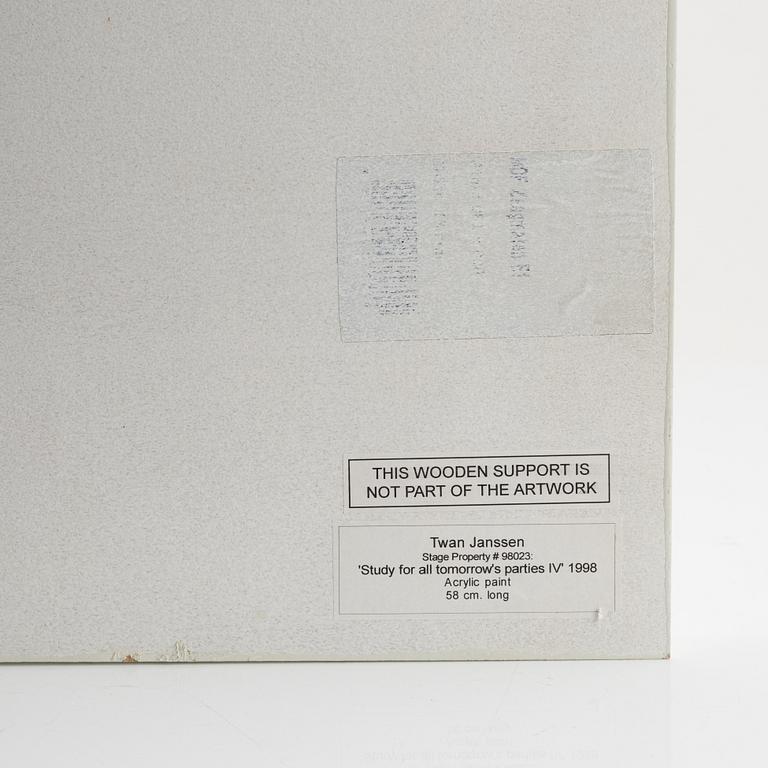 THIS WOODEN SUPPORT IS
NOT PART OF THE ARTWORK
Twan Janssen
Stage Property # 98023:
'Study for all tomorrow's parties IV' 1998
Acrylic paint
58 cm. long